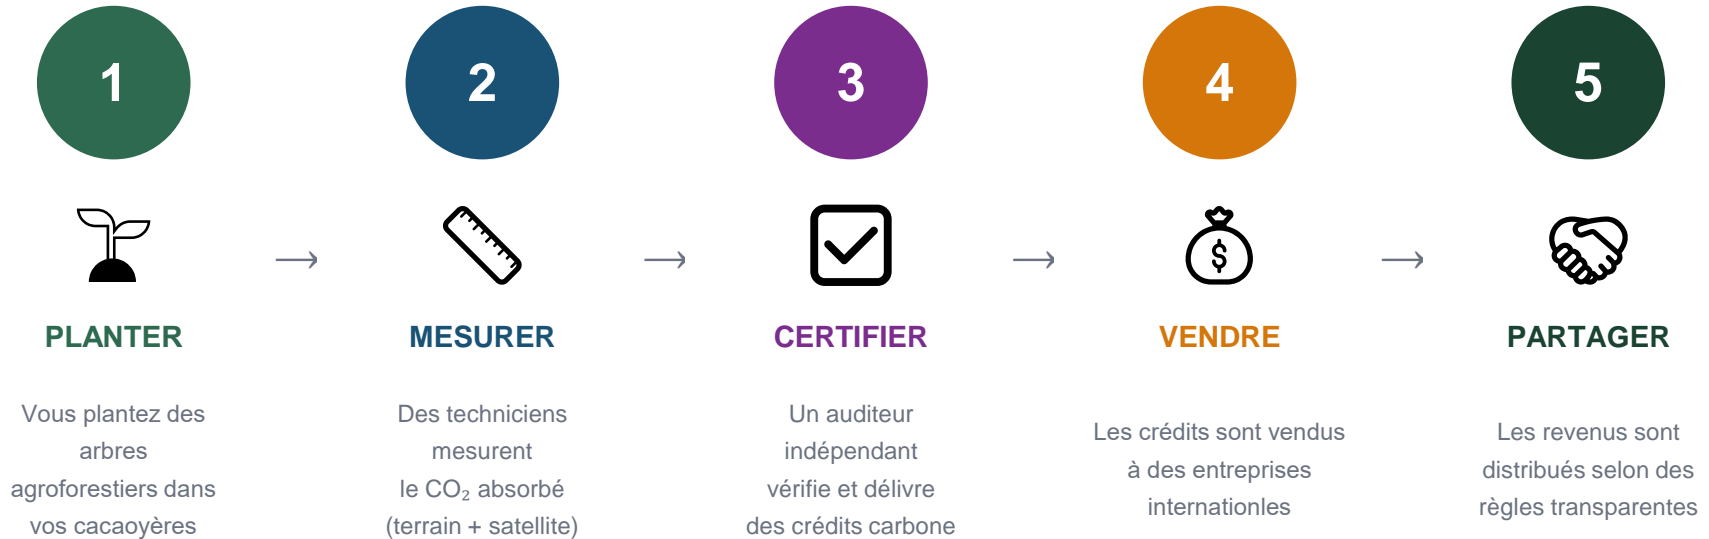 1
2
3
4
5
$
PLANTER
MESURER
CERTIFIER
VENDRE
PARTAGER
Vous plantez des
arbres
agroforestiers dans
vos cacaoyères
Des techniciens
mesurent
le CO₂ absorbé
(terrain + satellite)
Un auditeur
indépendant
vérifie et délivre
des crédits carbone
Les crédits sont vendus
à des entreprises
internationles
Les revenus sont
distribués selon des
règles transparentes